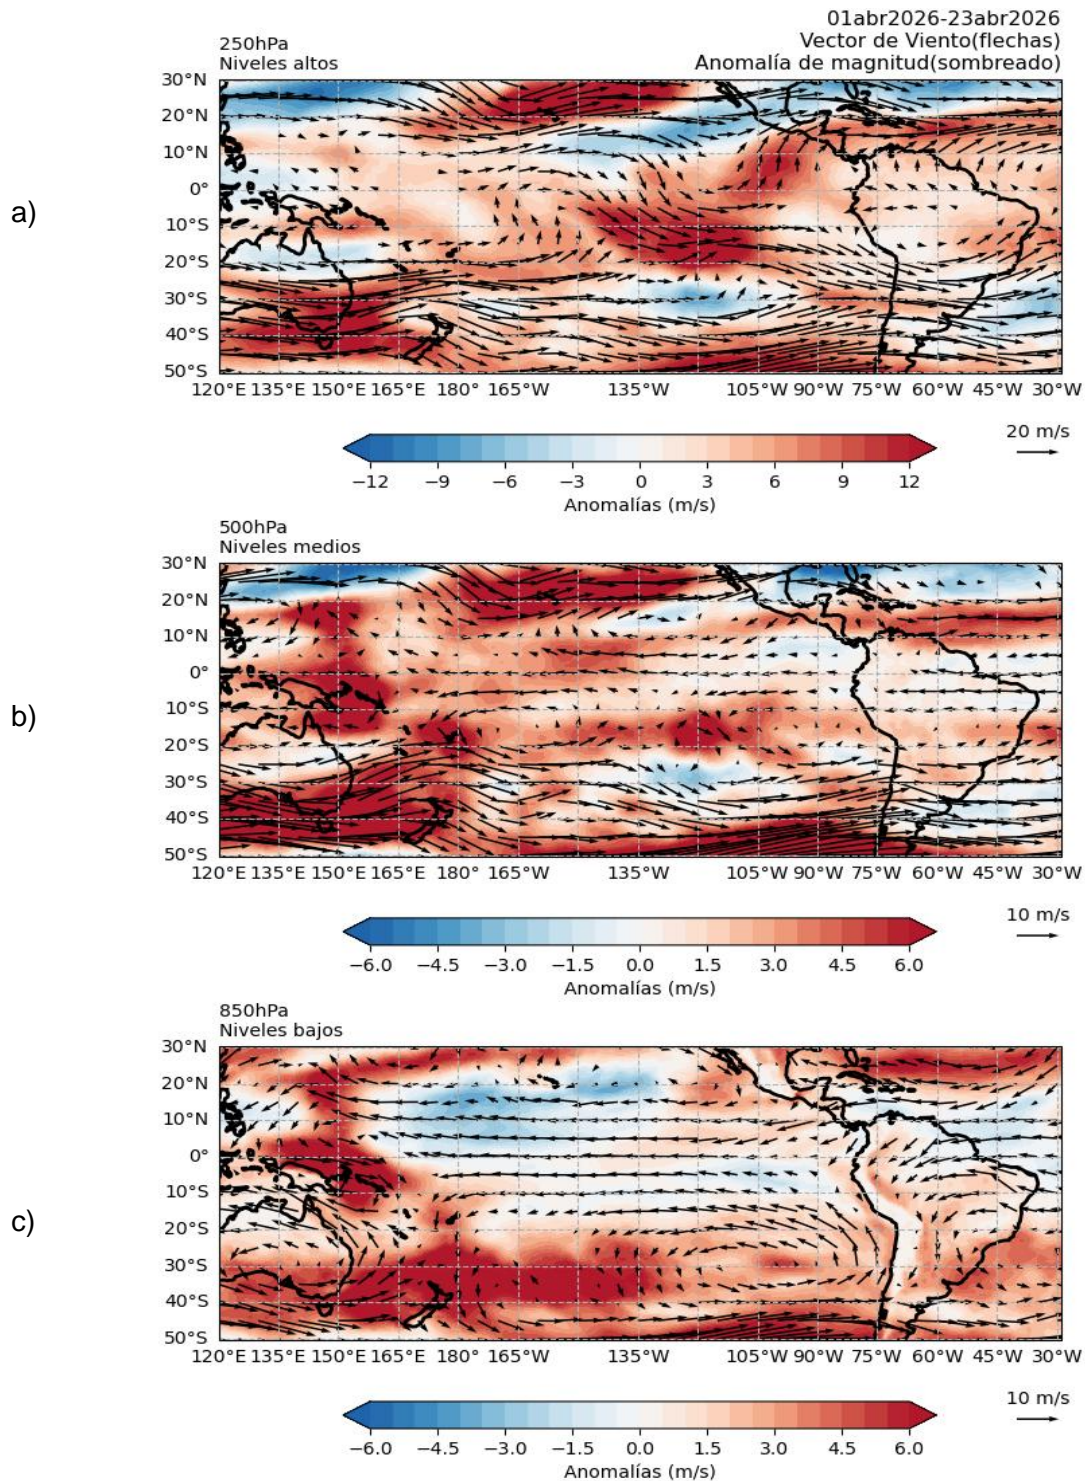 01abr2026-23abr2026
250hPa
Vector de Viento(flechas)
Niveles altos
Anomalía de magnitud(sombreado)
a)
30°N
20°N
10°N
0°
10°S
20°S
30°S
40°S
50°S
120°E 135°E 150°E 165°E 180° 165°W 135°W 105°W 90°W 75°W 60°W 45°W 30°W
20 m/s
−12 −9 −6 −3 0 3 6 9 12
Anomalías (m/s)
500hPa
Niveles medios
b)
30°N
20°N
10°N
0°
10°S
20°S
30°S
40°S
50°S
120°E 135°E 150°E 165°E 180° 165°W 135°W 105°W 90°W 75°W 60°W 45°W 30°W
10 m/s
−6.0 −4.5 −3.0 −1.5 0.0 1.5 3.0 4.5 6.0
Anomalías (m/s)
850hPa
Niveles bajos
c)
30°N
20°N
10°N
0°
10°S
20°S
30°S
40°S
50°S
120°E 135°E 150°E 165°E 180° 165°W 135°W 105°W 90°W 75°W 60°W 45°W 30°W
10 m/s
−6.0 −4.5 −3.0 −1.5 0.0 1.5 3.0 4.5 6.0
Anomalías (m/s)